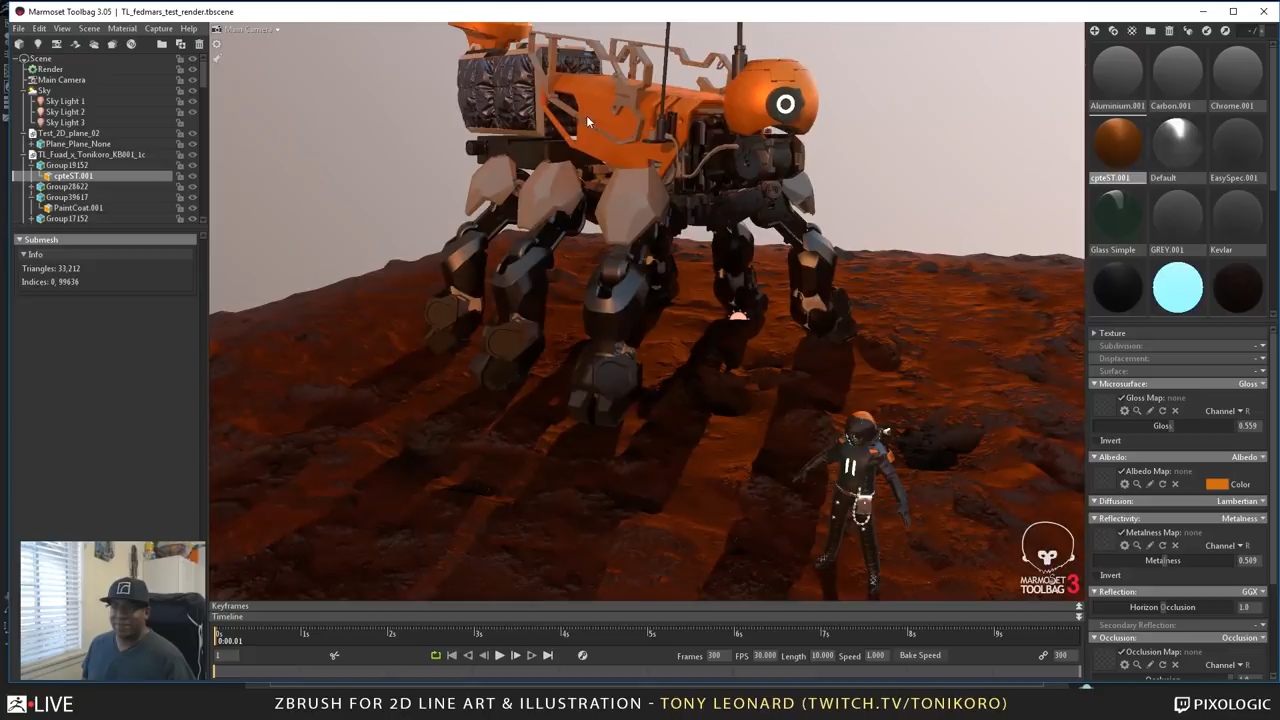 Marmoset Toolbag 3.05 | TL_fedmars_test_render.tbscene
File Edit View Scene Material Capture Help
Main Camera
Scene
Render
Main Camera
Sky
Sky Light 1
Sky Light 2
Sky Light 3
Test_2D_plane_02
Plane_Plane_None
TL_Fuad_x_Tonikoro_KB001_1c
Group19152
cpteST.001
Group28622
Group39617
PaintCoat.001
Group17152
Submesh
Info
Triangles: 33,212
Indices: 0, 99636
Aluminium.001 Carbon.001 Chrome.001
cpteST.001 Default EasySpec.001
Glass Simple GREY.001 Kevlar
Texture
Subdivision: -
Displacement: -
Surface: -
Microsurface: Gloss
Gloss Map: none
Channel R
Gloss 0.559
Invert
Albedo: Albedo
Albedo Map: none
Color
Diffusion: Lambertian
Reflectivity: Metalness
Metalness Map: none
Channel R
Metalness 0.509
Invert
Reflection: GGX
Horizon Occlusion 1.0
Secondary Reflection: -
Occlusion: Occlusion
Occlusion Map: none
Channel R
MARMOSET
TOOLBAG 3
Keyframes
Timeline
0s 1s 2s 3s 4s 5s 6s 7s 8s 9s
0:00.01
1 Frames 300 FPS 30.000 Length 10.000 Speed 1.000 Bake Speed 300
LIVE ZBRUSH FOR 2D LINE ART & ILLUSTRATION - TONY LEONARD (TWITCH.TV/TONIKORO) PIXOLOGIC